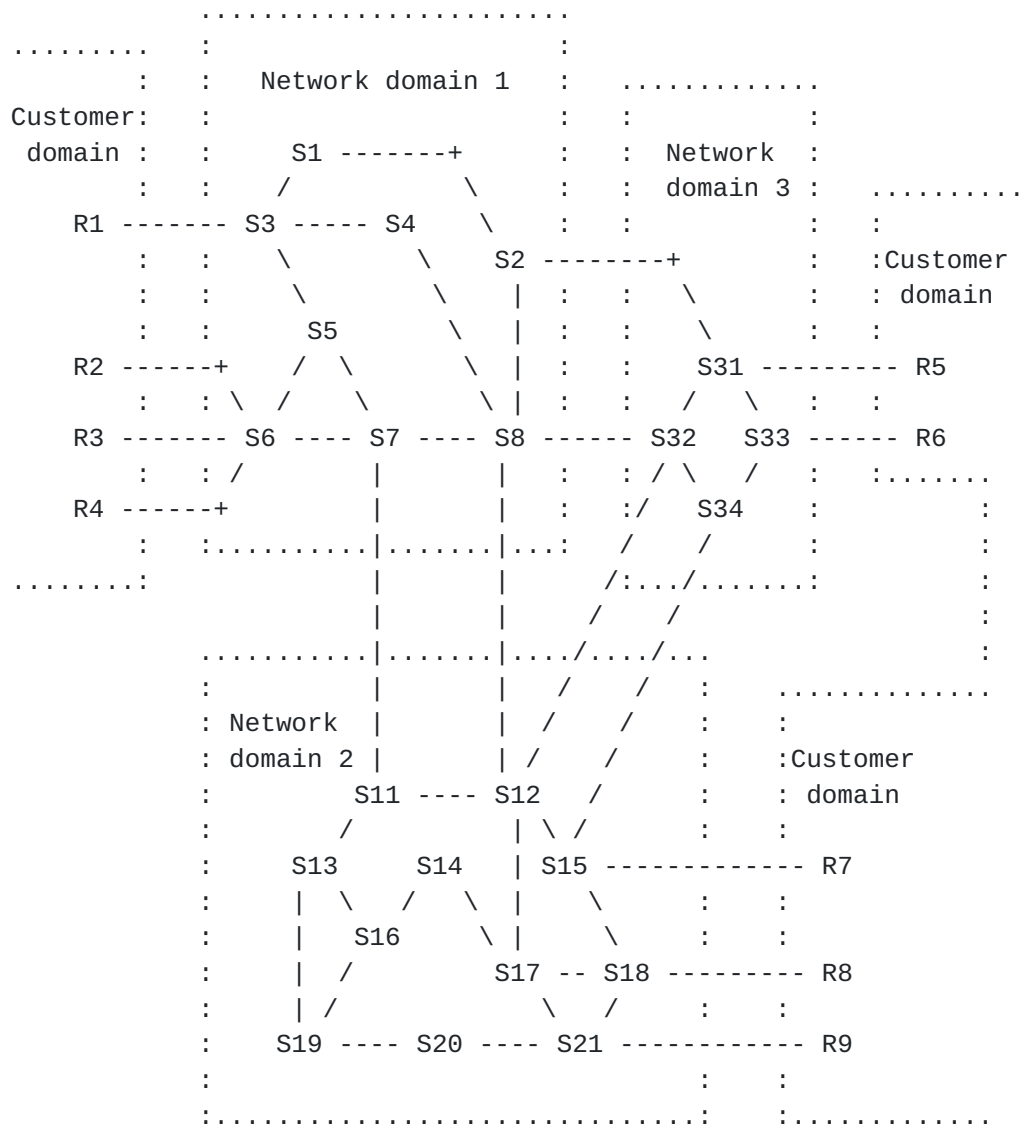 .......................
.........   :                       :
        :   :   Network domain 1   :   .............
Customer:   :                      :   :           :
 domain :   :     S1 -------+      :   :  Network  :
        :   :    /           \     :   :  domain 3 :   ..........
    R1 ------- S3 ----- S4    \    :   :           :   :
        :   :    \        \    S2 --------+        :   :Customer
        :   :     \        \    |  :   :   \       :   : domain
        :   :      S5       \   |  :   :    \      :   :
    R2 ------+    /  \       \  |  :   :    S31 --------- R5
        :   : \  /    \       \ |  :   :   /   \   :   :
    R3 ------- S6 ---- S7 ---- S8 ------ S32   S33 ------ R6
        :   : /        |       |   :   : / \   /   :   :.......
    R4 ------+         |       |   :   :/   S34    :          :
        :   :..........|.......|...:   /    /      :          :
........:              |       |      /:.../.......:          :
                       |       |     /    /                   :
            ...........|.......|..../..../...                 :
            :          |       |   /    /   :    ..............
            : Network  |       |  /    /    :    :
            : domain 2 |       | /    /     :    :Customer
            :         S11 ---- S12   /      :    : domain
            :        /          | \ /       :    :
            :     S13     S14   | S15 ------------- R7
            :     |  \   /   \  |    \      :    :
            :     |   S16     \ |     \     :    :
            :     |  /         S17 -- S18 --------- R8
            :     | /             \   /     :    :
            :    S19 ---- S20 ---- S21 ------------ R9
            :                               :    :
            :...............................:    :.............